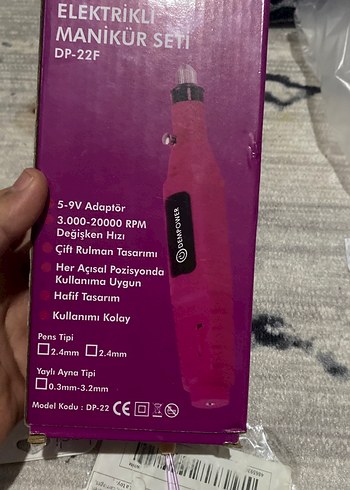 ELEKTRİKLİ
MANİKÜR SETİ
DP-22F
DEMPOWER
5-9V Adaptör
3.000-20000 RPM
Değişken Hızı
Çift Rulman Tasarımı
Her Açısal Pozisyonda
Kullanıma Uygun
Hafif Tasarım
Kullanımı Kolay
Pens Tipi
2.4mm 2.4mm
Yaylı Ayna Tipi
0.3mm-3.2mm
Model Kodu : DP-22 CE